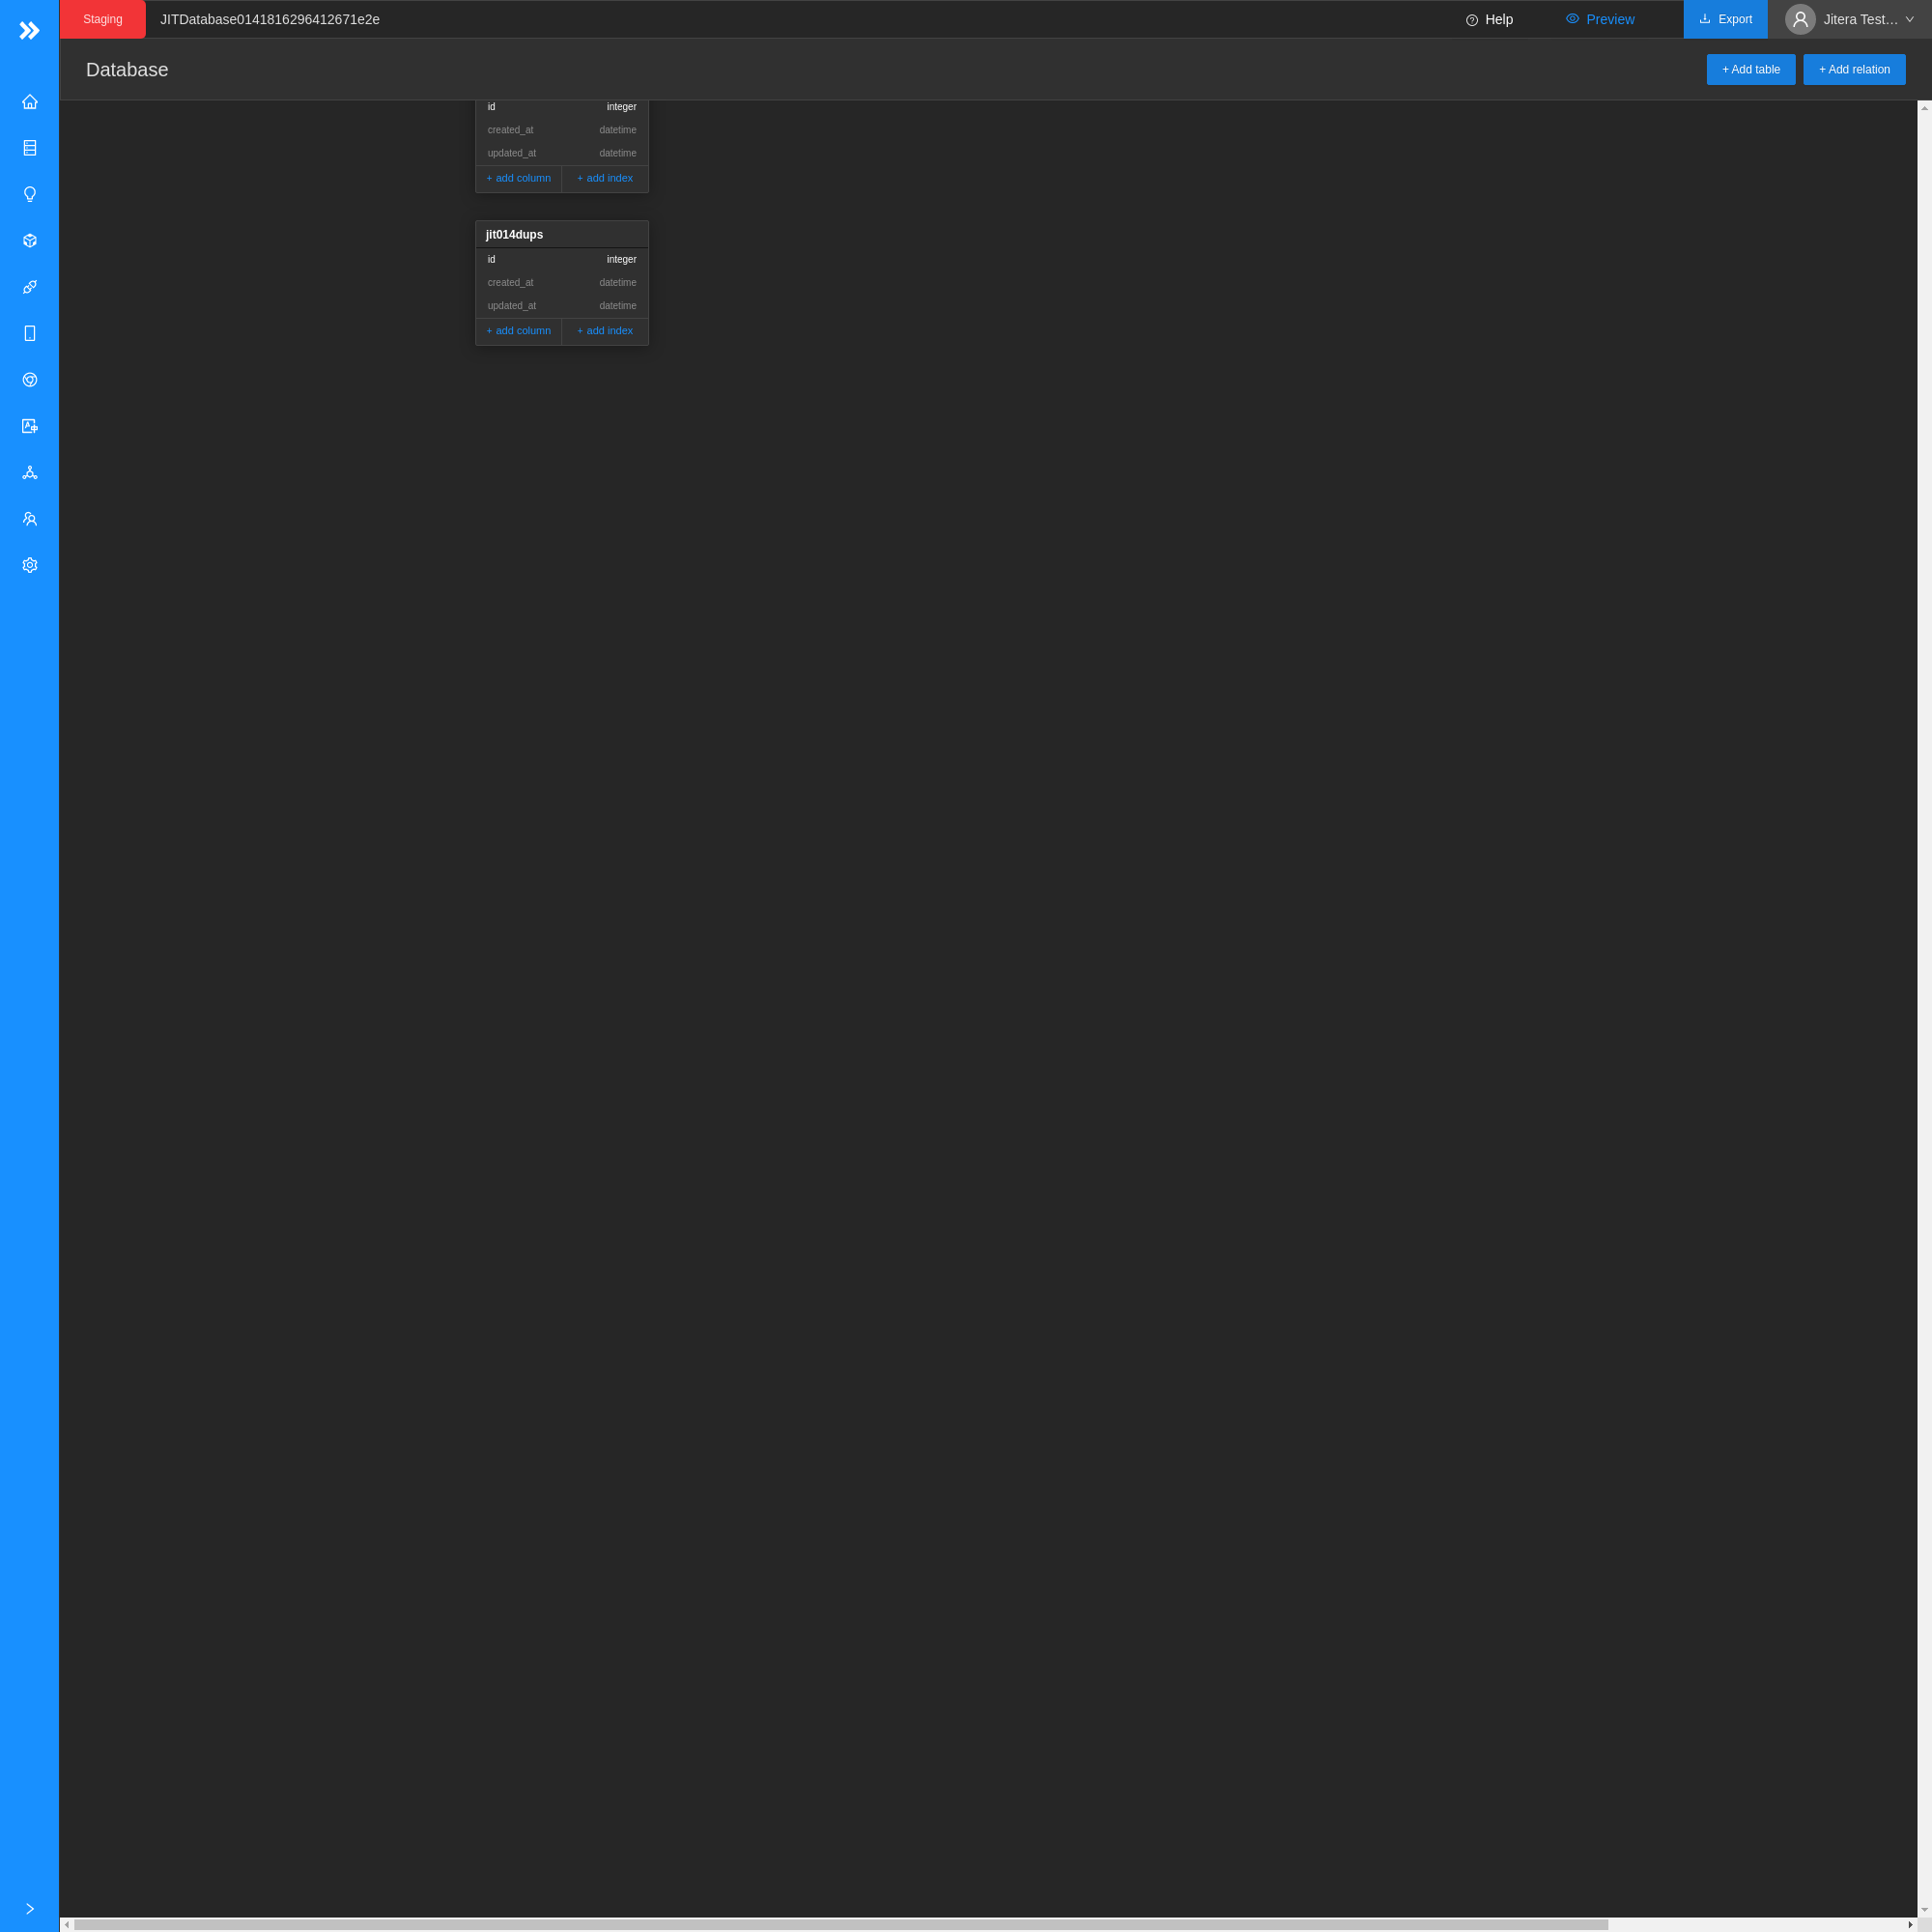 Staging JITDatabase0141816296412671e2e Help Preview Export Jitera Test…
Database + Add table + Add relation
id integer
created_at datetime
updated_at datetime
+ add column + add index
jit014dups
id integer
created_at datetime
updated_at datetime
+ add column + add index